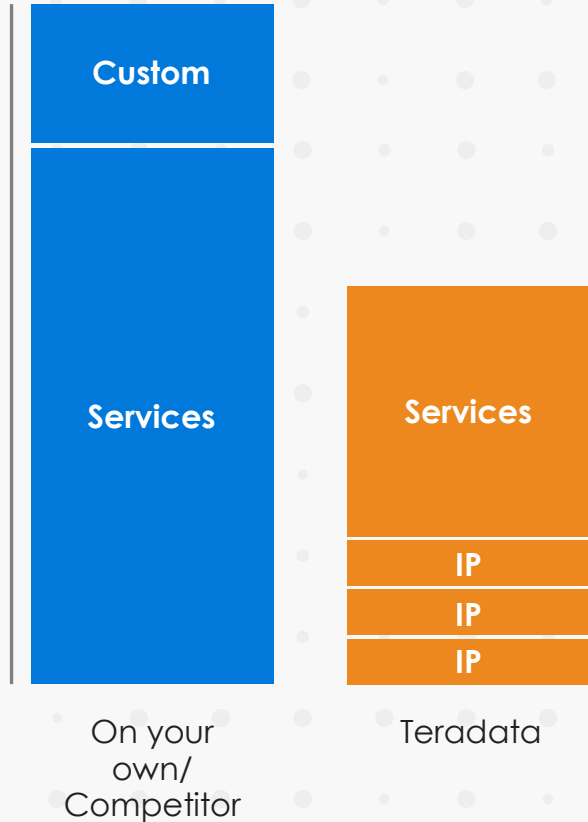 Custom
Services
Services
IP
IP
IP
On your
own/
Competitor
Teradata